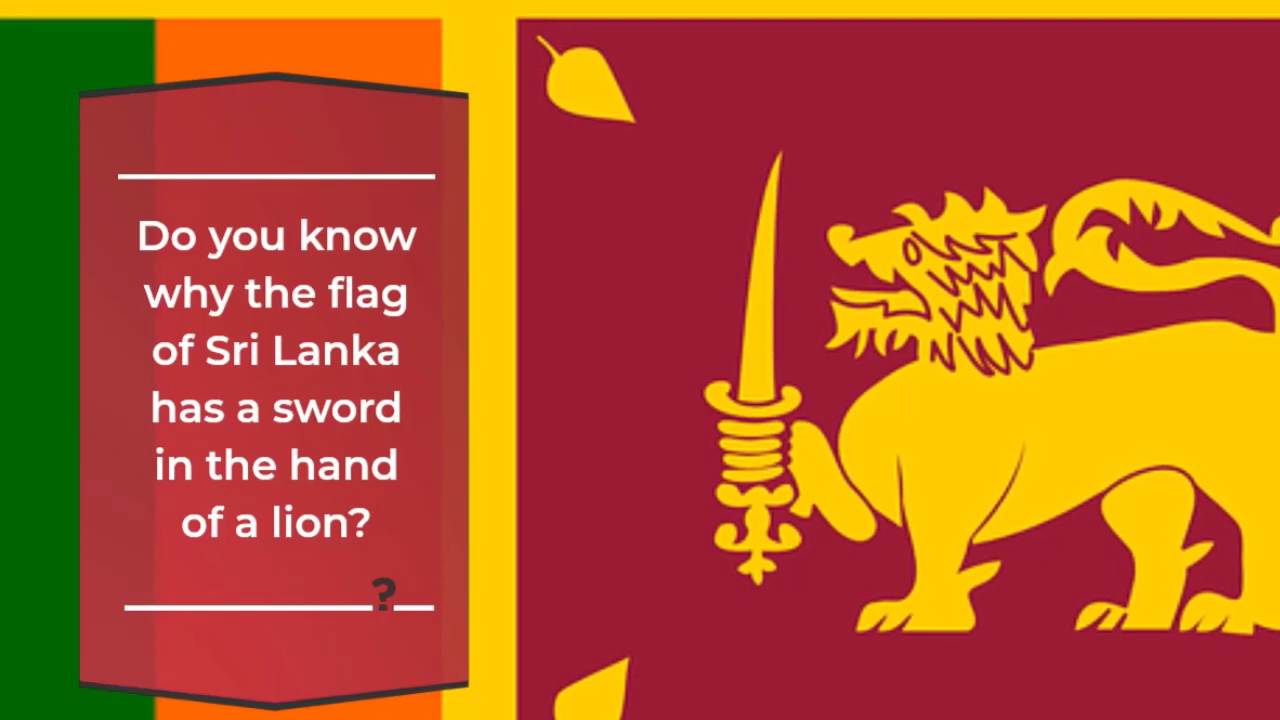 Do you know
why the flag
of Sri Lanka
has a sword
in the hand
of a lion?
?